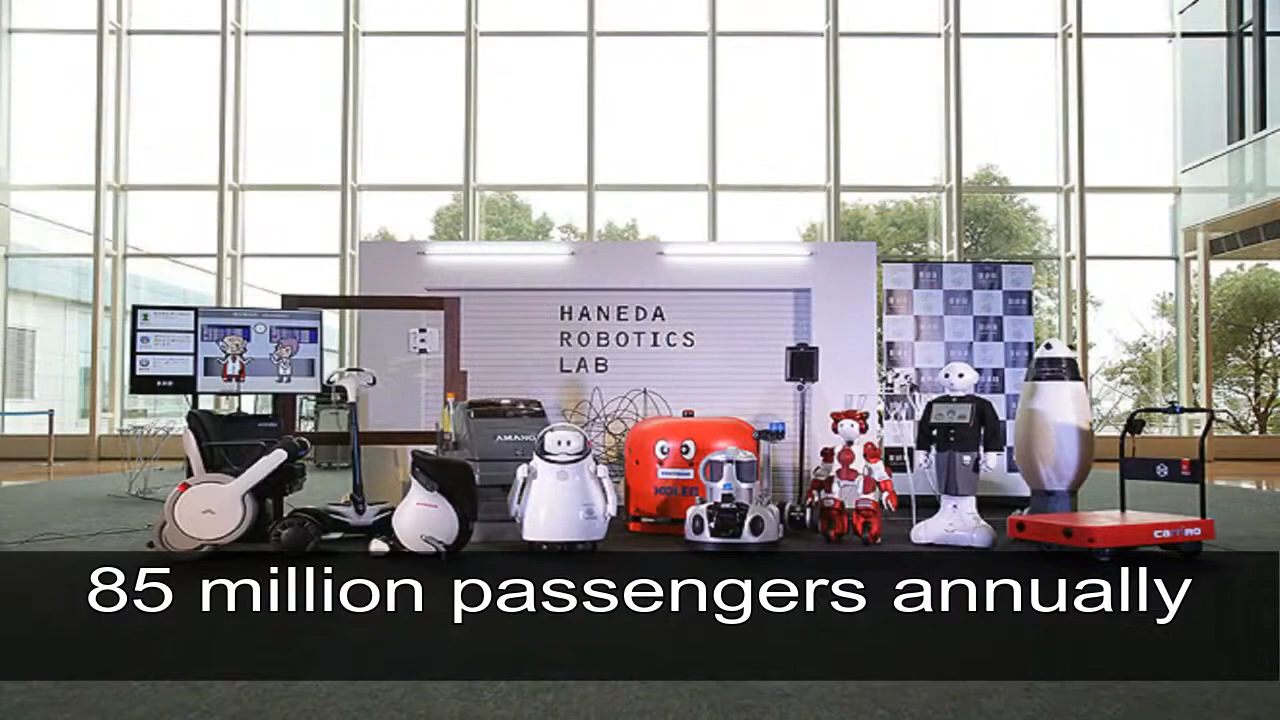 HANEDA
ROBOTICS
LAB
AMANO
CarriRo
85 million passengers annually